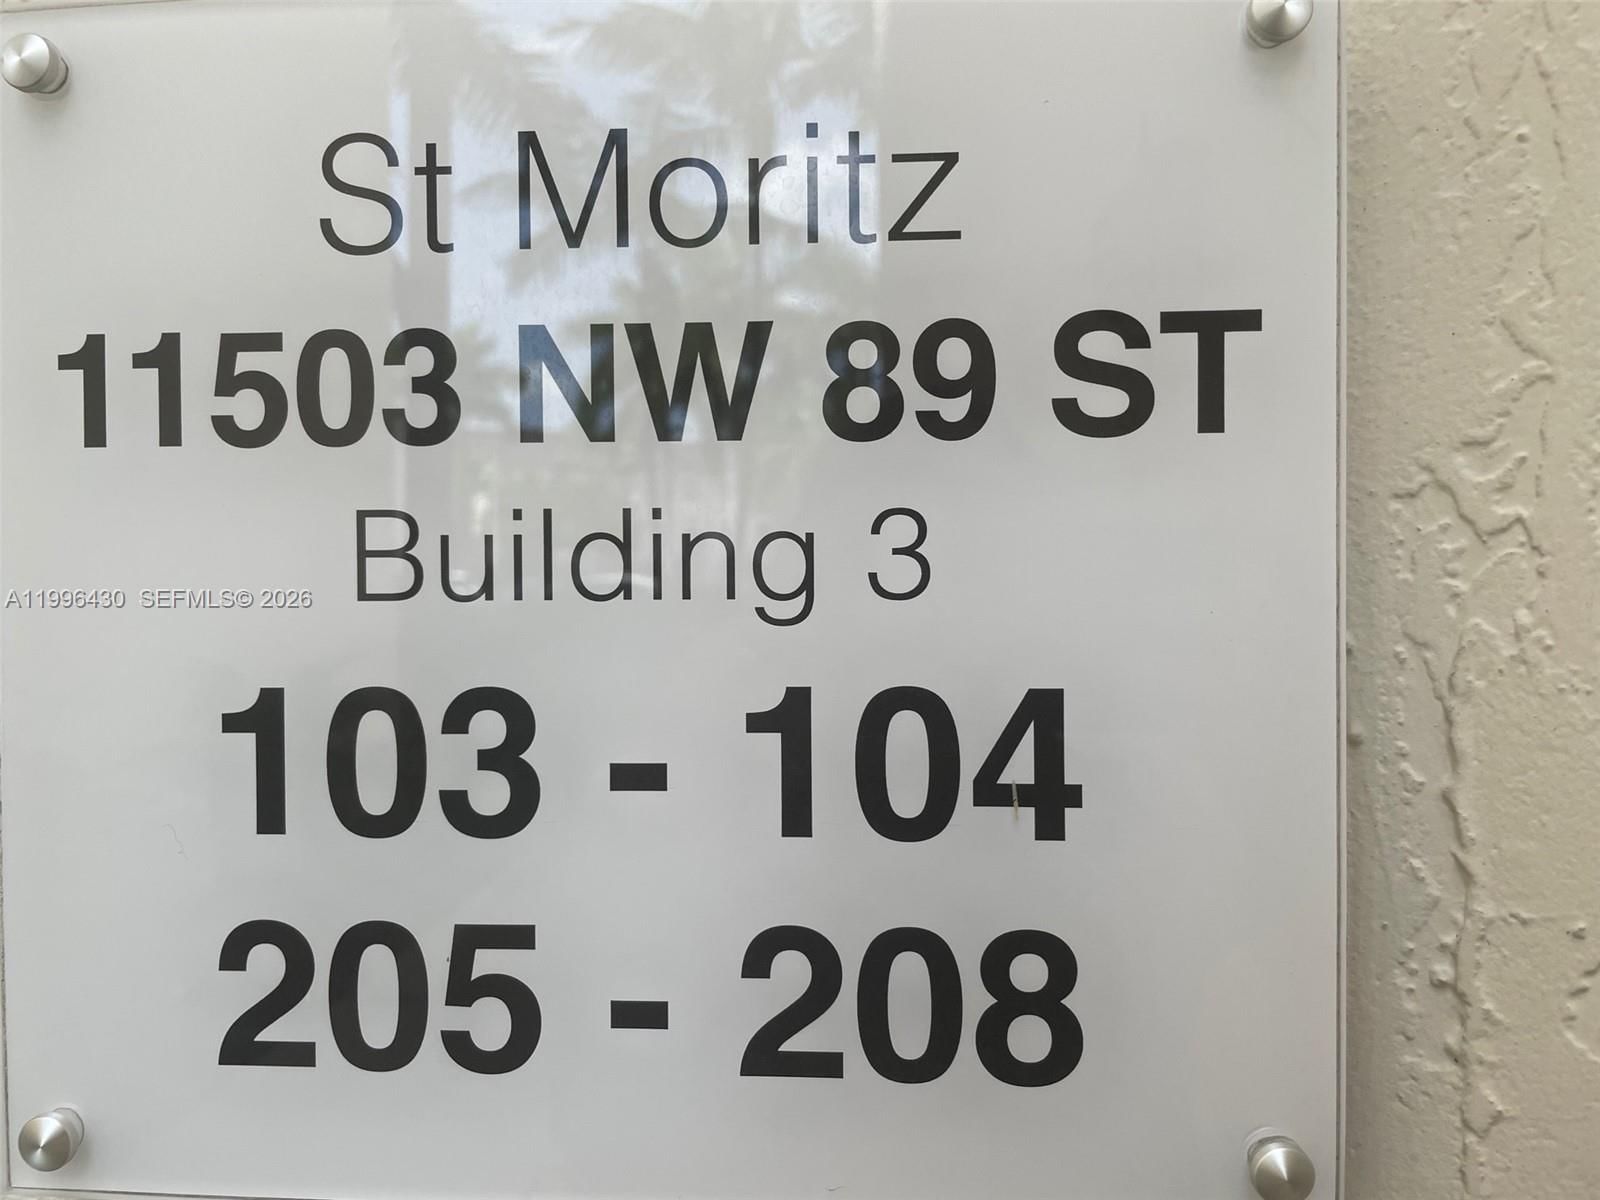 St Moritz
11503 NW 89 ST
Building 3
A11996430 SEFMLS© 2026
103 - 104
205 - 208